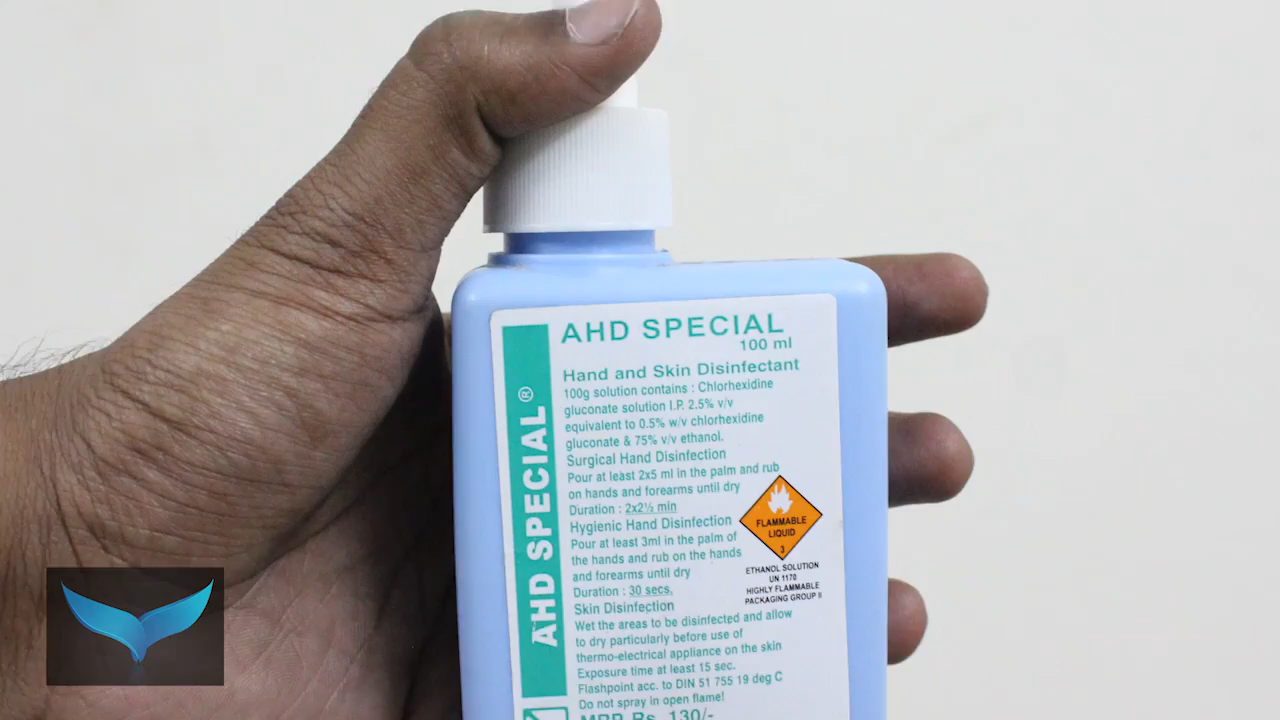 AHD SPECIAL
100 ml
Hand and Skin Disinfectant
100g solution contains : Chlorhexidine
gluconate solution I.P. 2.5% v/v
equivalent to 0.5% w/v chlorhexidine
gluconate & 75% v/v ethanol.
Surgical Hand Disinfection
Pour at least 2x5 ml in the palm and rub
on hands and forearms until dry
Duration : 2x2½ min
Hygienic Hand Disinfection
Pour at least 3ml in the palm of
the hands and rub on the hands
and forearms until dry
Duration : 30 secs.
Skin Disinfection
Wet the areas to be disinfected and allow
to dry particularly before use of
thermo-electrical appliance on the skin
Exposure time at least 15 sec.
Flashpoint acc. to DIN 51 755 19 deg C
Do not spray in open flame!
MRP Rs. 130/-
AHD SPECIAL®
FLAMMABLE
LIQUID
3
ETHANOL SOLUTION
UN 1170
HIGHLY FLAMMABLE
PACKAGING GROUP II